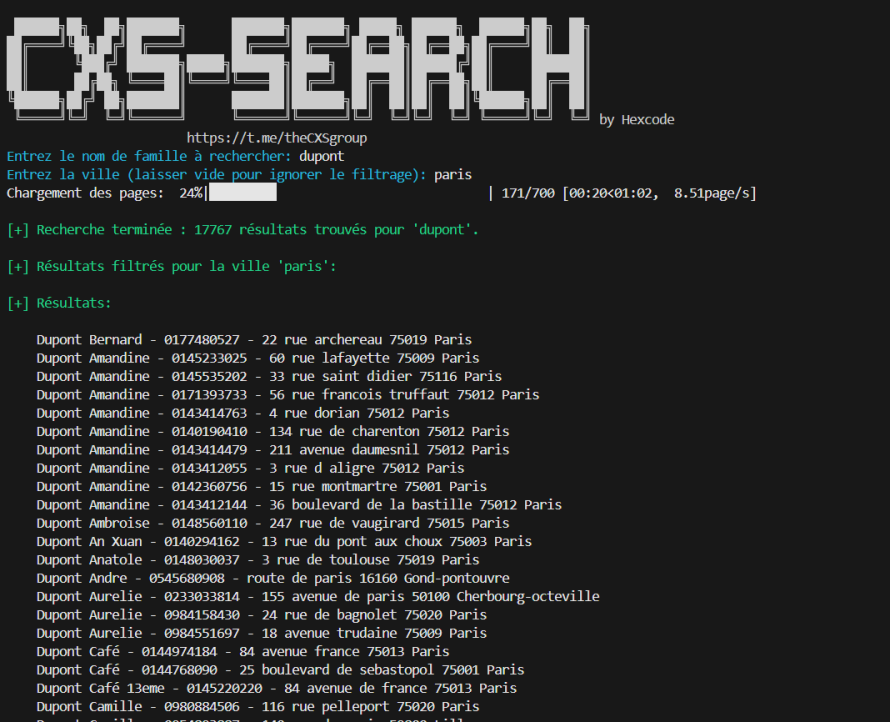 CXS-SEARCH
by Hexcode
https://t.me/theCXSgroup
Entrez le nom de famille à rechercher: dupont
Entrez la ville (laisser vide pour ignorer le filtrage): paris
Chargement des pages:  24%| | 171/700 [00:20<01:02,  8.51page/s]
[+] Recherche terminée : 17767 résultats trouvés pour 'dupont'.
[+] Résultats filtrés pour la ville 'paris':
[+] Résultats:
Dupont Bernard - 0177480527 - 22 rue archereau 75019 Paris
Dupont Amandine - 0145233025 - 60 rue lafayette 75009 Paris
Dupont Amandine - 0145535202 - 33 rue saint didier 75116 Paris
Dupont Amandine - 0171393733 - 56 rue francois truffaut 75012 Paris
Dupont Amandine - 0143414763 - 4 rue dorian 75012 Paris
Dupont Amandine - 0140190410 - 134 rue de charenton 75012 Paris
Dupont Amandine - 0143414479 - 211 avenue daumesnil 75012 Paris
Dupont Amandine - 0143412055 - 3 rue d aligre 75012 Paris
Dupont Amandine - 0142360756 - 15 rue montmartre 75001 Paris
Dupont Amandine - 0143412144 - 36 boulevard de la bastille 75012 Paris
Dupont Ambroise - 0148560110 - 247 rue de vaugirard 75015 Paris
Dupont An Xuan - 0140294162 - 13 rue du pont aux choux 75003 Paris
Dupont Anatole - 0148030037 - 3 rue de toulouse 75019 Paris
Dupont Andre - 0545680908 - route de paris 16160 Gond-pontouvre
Dupont Aurelie - 0233033814 - 155 avenue de paris 50100 Cherbourg-octeville
Dupont Aurelie - 0984158430 - 24 rue de bagnolet 75020 Paris
Dupont Aurelie - 0984551697 - 18 avenue trudaine 75009 Paris
Dupont Café - 0144974184 - 84 avenue france 75013 Paris
Dupont Café - 0144768090 - 25 boulevard de sebastopol 75001 Paris
Dupont Café 13eme - 0145220220 - 84 avenue de france 75013 Paris
Dupont Camille - 0980884506 - 116 rue pelleport 75020 Paris